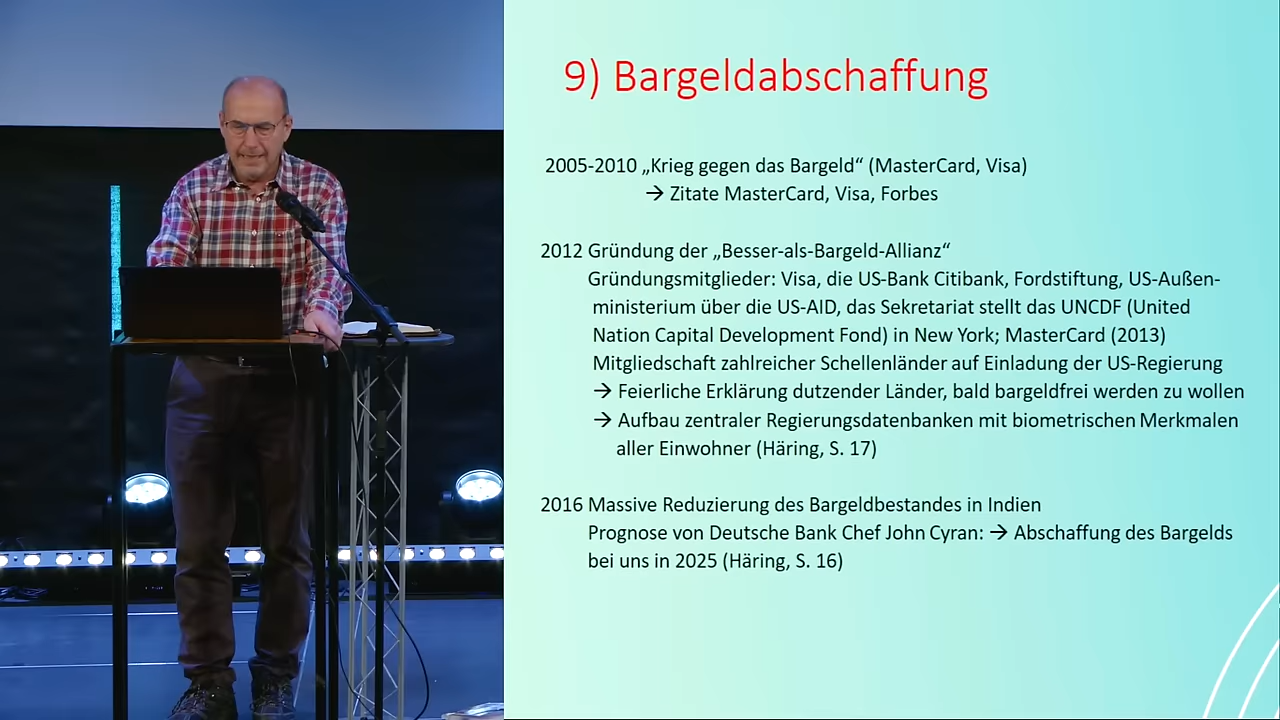 9) Bargeldabschaffung
2005-2010 „Krieg gegen das Bargeld“ (MasterCard, Visa)
→ Zitate MasterCard, Visa, Forbes
2012 Gründung der „Besser-als-Bargeld-Allianz“
Gründungsmitglieder: Visa, die US-Bank Citibank, Fordstiftung, US-Außen-
ministerium über die US-AID, das Sekretariat stellt das UNCDF (United
Nation Capital Development Fond) in New York; MasterCard (2013)
Mitgliedschaft zahlreicher Schellenländer auf Einladung der US-Regierung
→ Feierliche Erklärung dutzender Länder, bald bargeldfrei werden zu wollen
→ Aufbau zentraler Regierungsdatenbanken mit biometrischen Merkmalen
aller Einwohner (Häring, S. 17)
2016 Massive Reduzierung des Bargeldbestandes in Indien
Prognose von Deutsche Bank Chef John Cyran: → Abschaffung des Bargelds
bei uns in 2025 (Häring, S. 16)